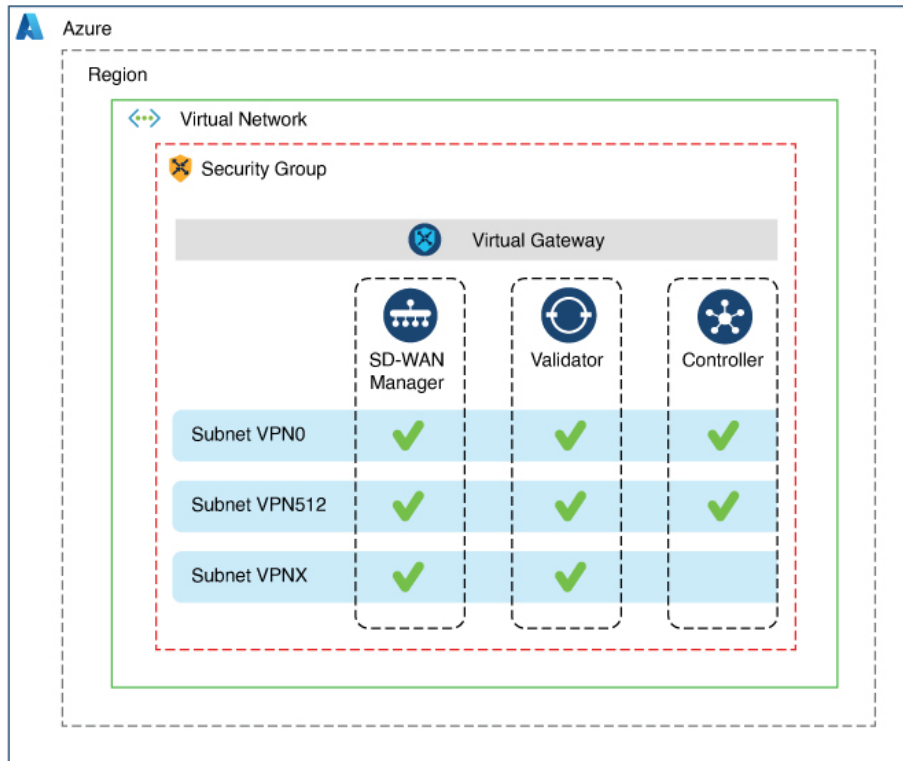 Azure
Region
Virtual Network
Security Group
Virtual Gateway
SD-WAN
Manager
Validator
Controller
Subnet VPN0
Subnet VPN512
Subnet VPNX